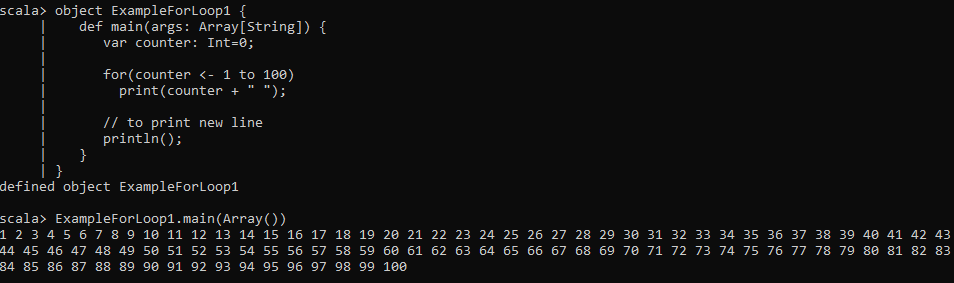 scala> object ExampleForLoop1 {
     |    def main(args: Array[String]) {
     |       var counter: Int=0;
     |
     |       for(counter <- 1 to 100)
     |         print(counter + " ");
     |
     |       // to print new line
     |       println();
     |    }
     | }
defined object ExampleForLoop1

scala> ExampleForLoop1.main(Array())
1 2 3 4 5 6 7 8 9 10 11 12 13 14 15 16 17 18 19 20 21 22 23 24 25 26 27 28 29 30 31 32 33 34 35 36 37 38 39 40 41 42 43
44 45 46 47 48 49 50 51 52 53 54 55 56 57 58 59 60 61 62 63 64 65 66 67 68 69 70 71 72 73 74 75 76 77 78 79 80 81 82 83
84 85 86 87 88 89 90 91 92 93 94 95 96 97 98 99 100